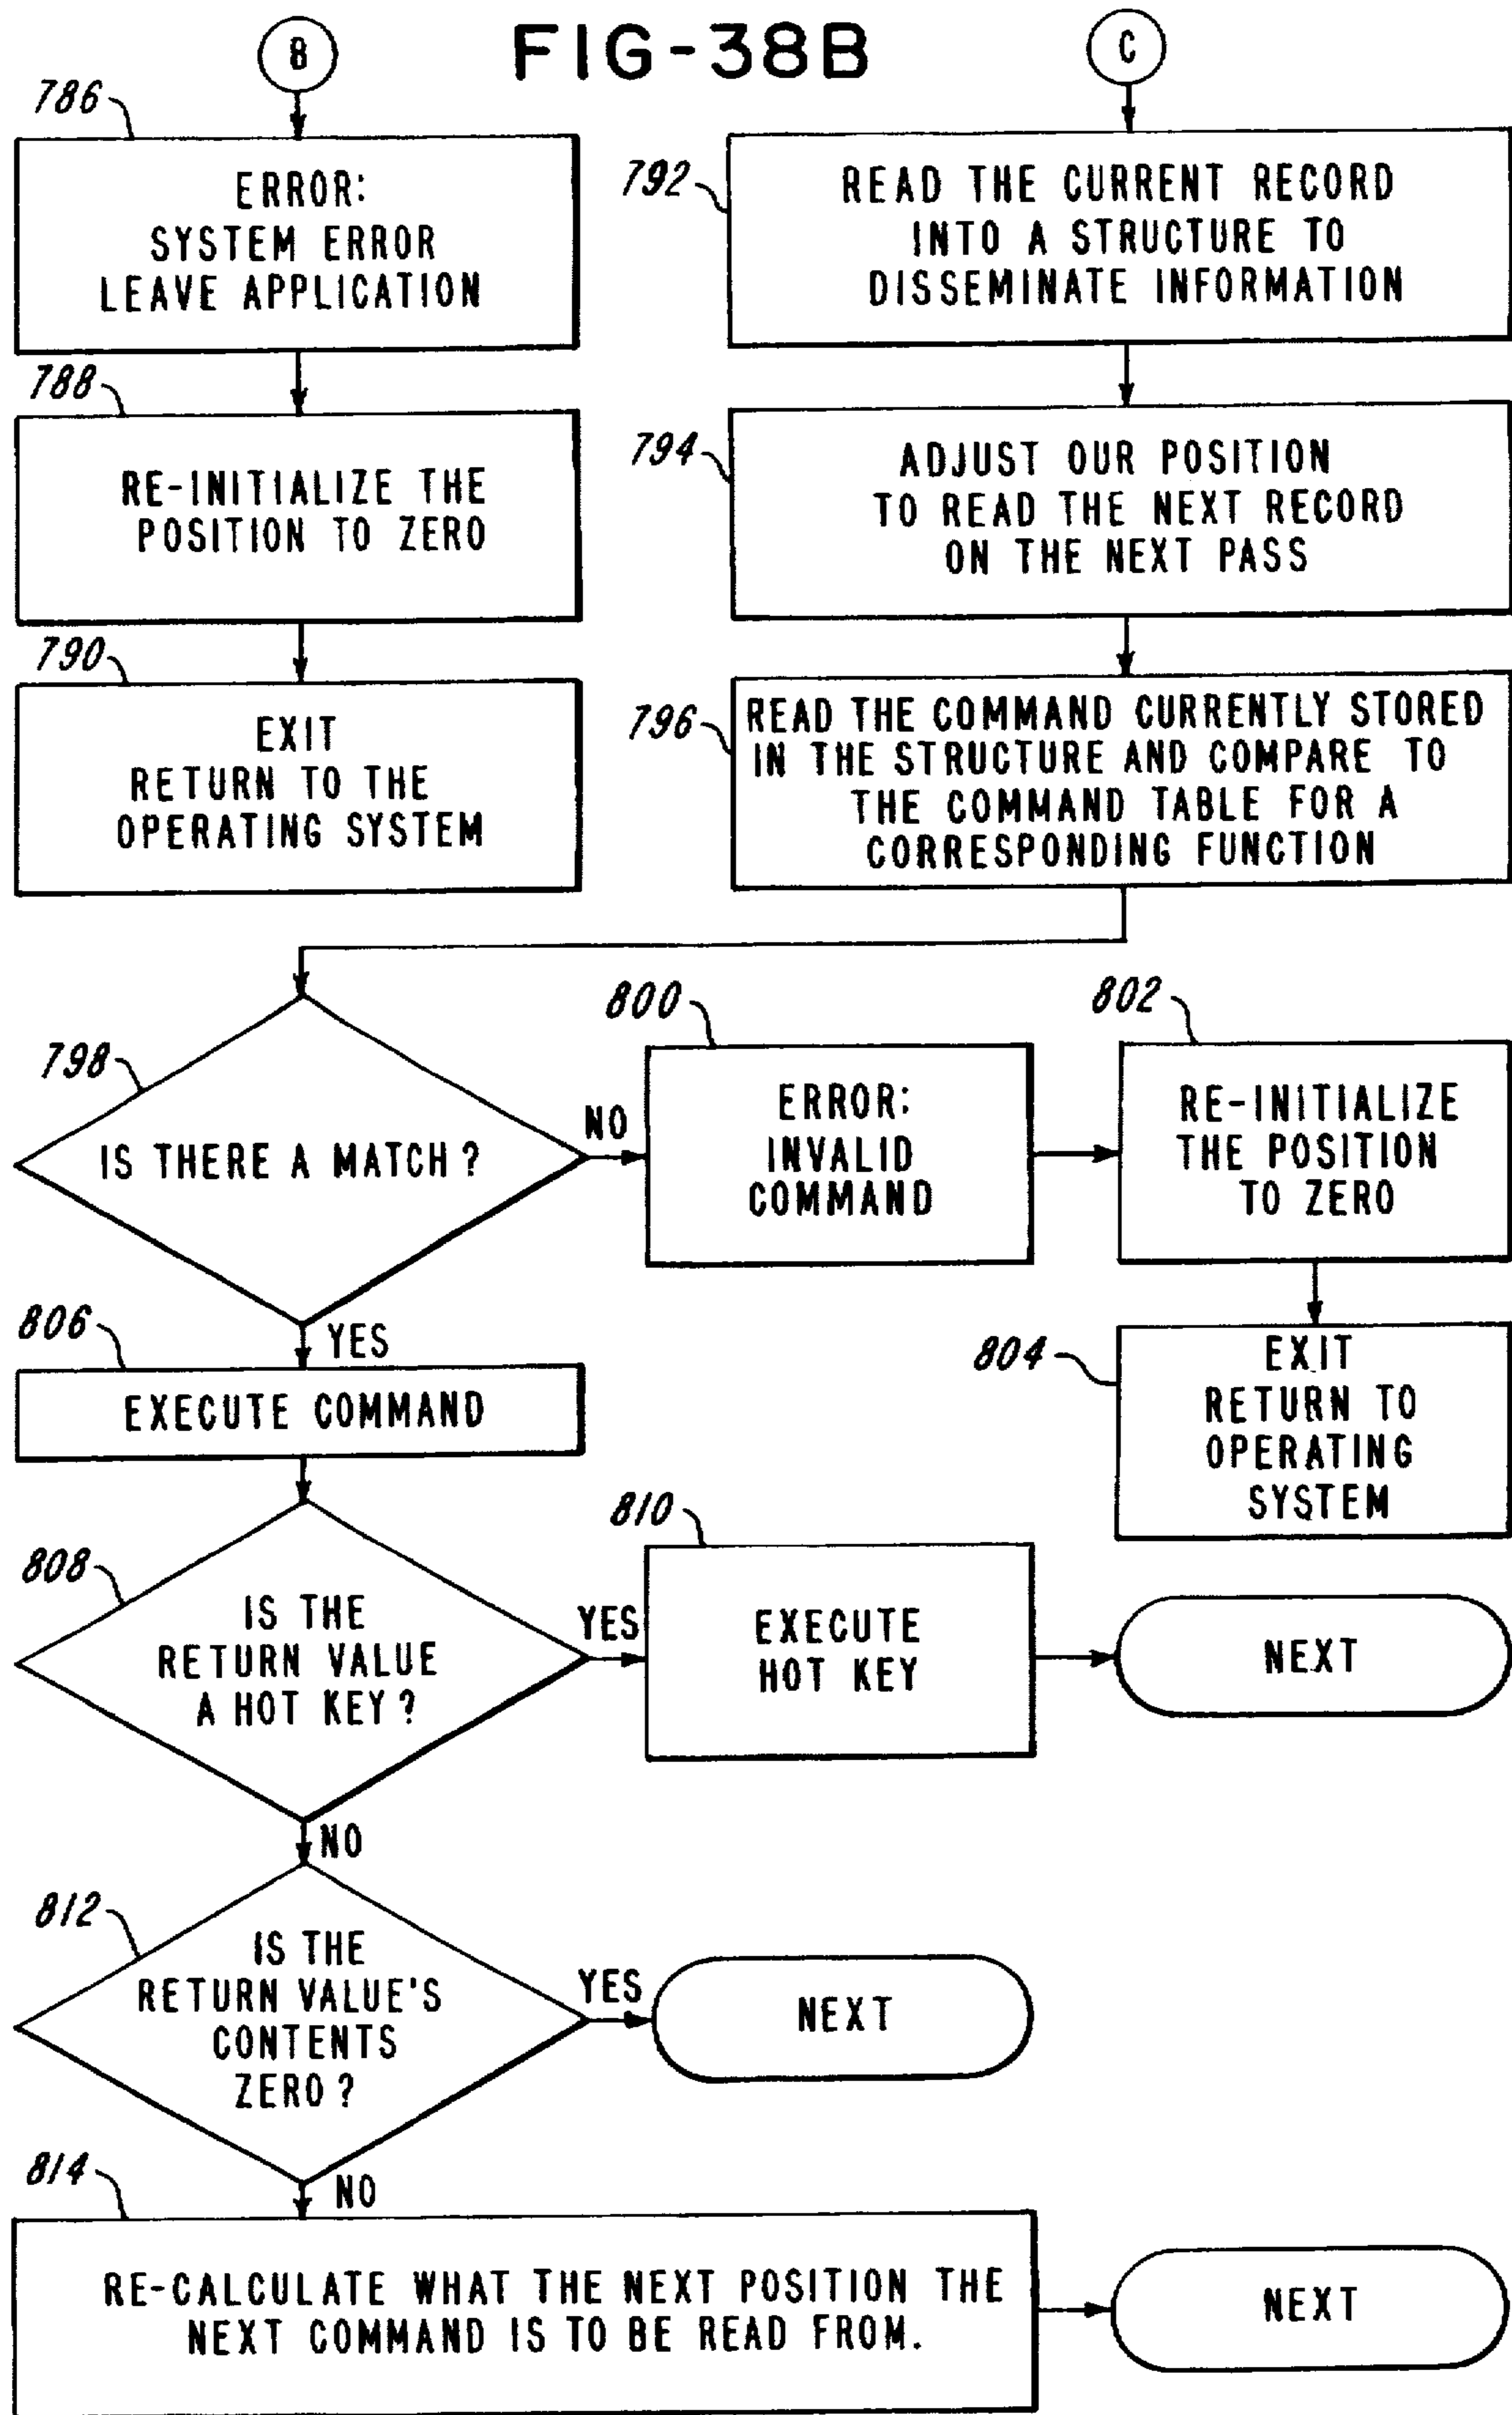 FIG-38B
B
786
ERROR:
SYSTEM ERROR
LEAVE APPLICATION
788
RE-INITIALIZE THE
POSITION TO ZERO
790
EXIT
RETURN TO THE
OPERATING SYSTEM
C
792
READ THE CURRENT RECORD
INTO A STRUCTURE TO
DISSEMINATE INFORMATION
794
ADJUST OUR POSITION
TO READ THE NEXT RECORD
ON THE NEXT PASS
796
READ THE COMMAND CURRENTLY STORED
IN THE STRUCTURE AND COMPARE TO
THE COMMAND TABLE FOR A
CORRESPONDING FUNCTION
798
IS THERE A MATCH?
NO
800
ERROR:
INVALID
COMMAND
802
RE-INITIALIZE
THE POSITION
TO ZERO
804
EXIT
RETURN TO
OPERATING
SYSTEM
YES
806
EXECUTE COMMAND
808
IS THE
RETURN VALUE
A HOT KEY?
YES
810
EXECUTE
HOT KEY
NEXT
NO
812
IS THE
RETURN VALUE'S
CONTENTS
ZERO?
YES
NEXT
NO
814
RE-CALCULATE WHAT THE NEXT POSITION THE
NEXT COMMAND IS TO BE READ FROM.
NEXT